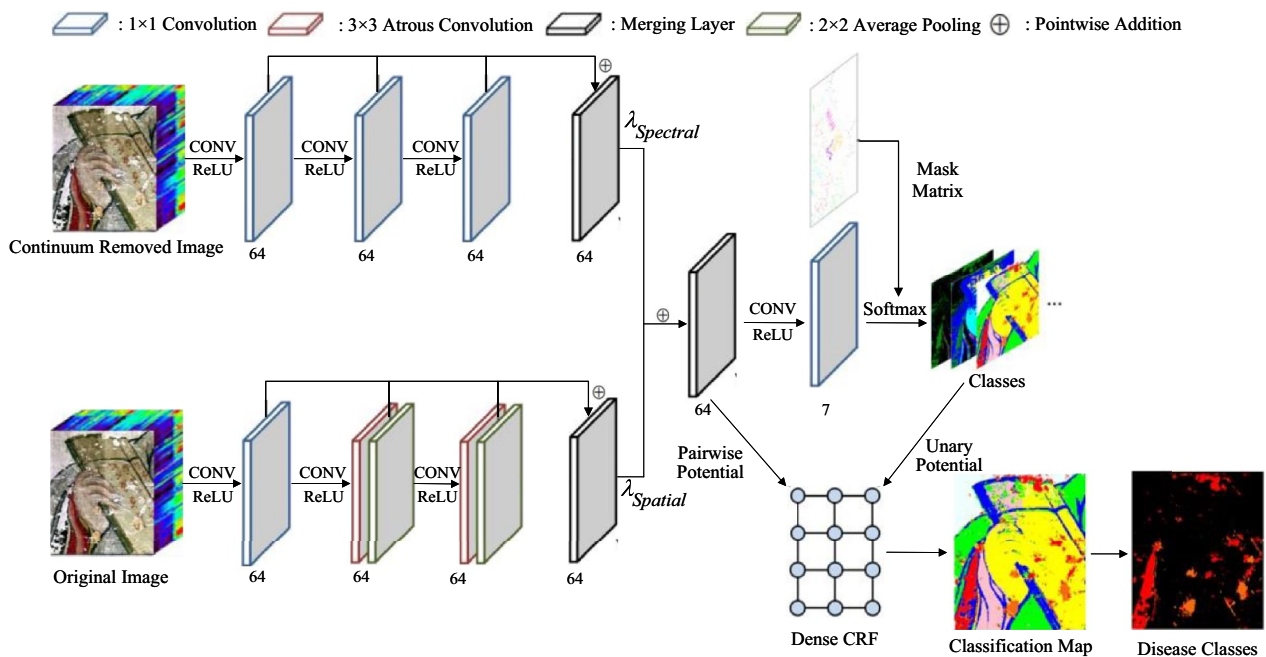 : 1×1 Convolution : 3×3 Atrous Convolution : Merging Layer : 2×2 Average Pooling ⊕ : Pointwise Addition
⊕
CONV
ReLU
CONV
ReLU
CONV
ReLU
λSpectral
Mask
Matrix
Continuum Removed Image
64
64
64
64
⊕
CONV
ReLU
Softmax
...
Classes
64
7
⊕
CONV
ReLU
CONV
ReLU
CONV
ReLU
λSpatial
Pairwise
Potential
Unary
Potential
Original Image
64
64
64
64
Dense CRF
Classification Map
Disease Classes